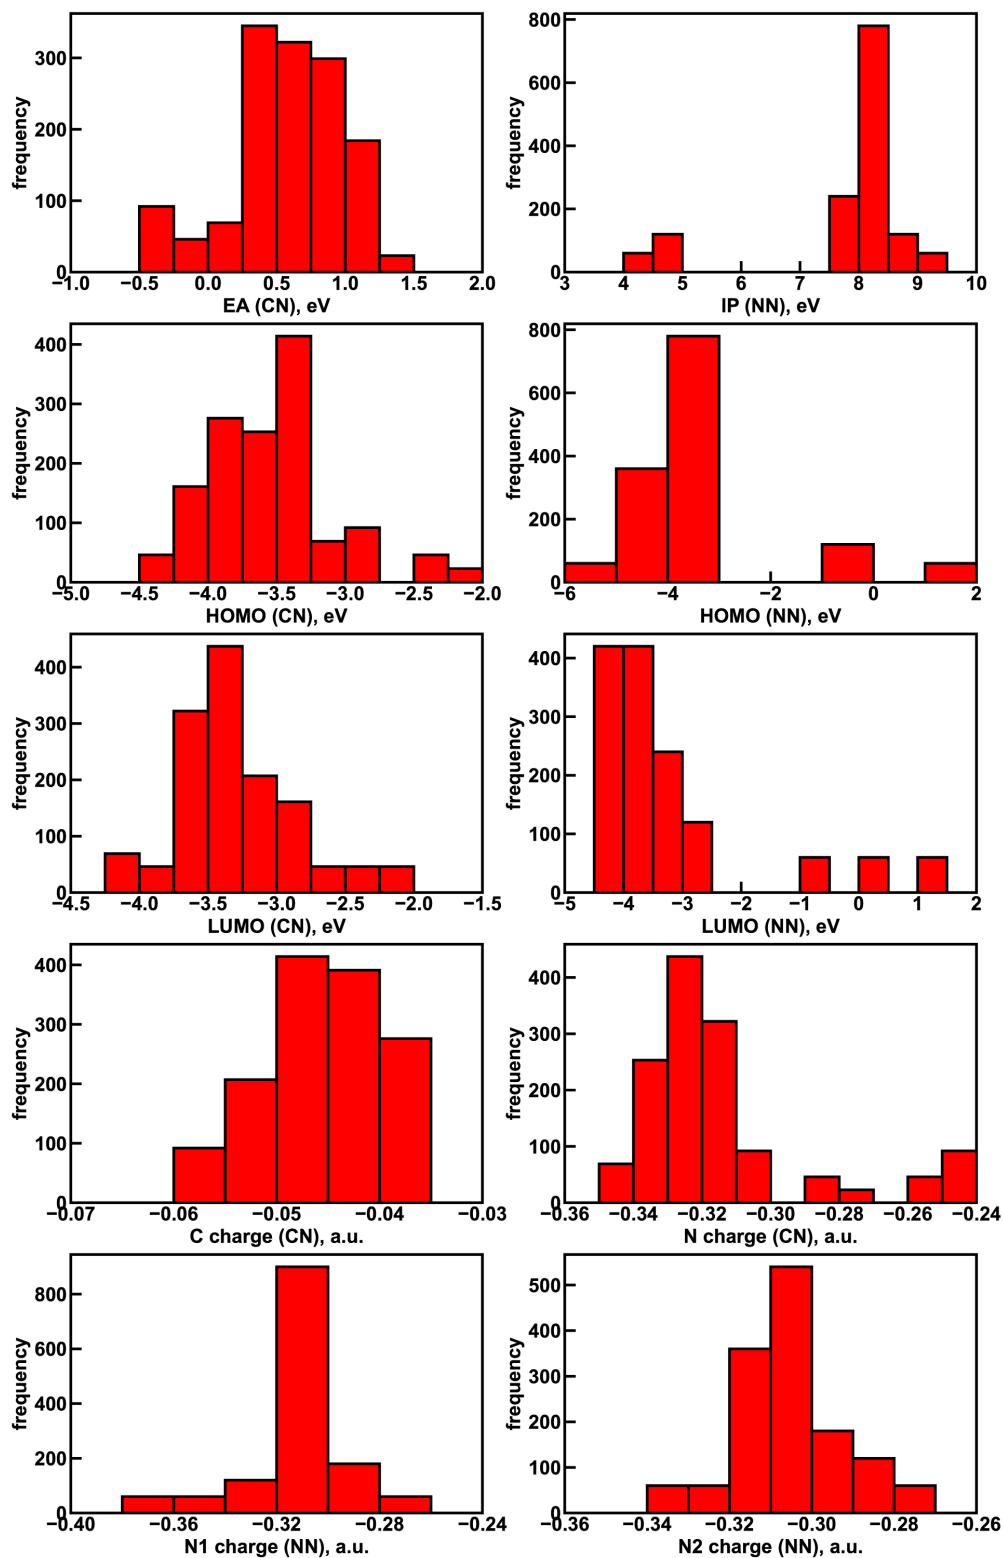 frequency
300
200
100
0
−1.0 −0.5 0.0 0.5 1.0 1.5 2.0
EA (CN), eV
frequency
800
600
400
200
0
3 4 5 6 7 8 9 10
IP (NN), eV
frequency
400
300
200
100
0
−5.0 −4.5 −4.0 −3.5 −3.0 −2.5 −2.0
HOMO (CN), eV
frequency
800
600
400
200
0
−6 −4 −2 0 2
HOMO (NN), eV
frequency
400
300
200
100
0
−4.5 −4.0 −3.5 −3.0 −2.5 −2.0 −1.5
LUMO (CN), eV
frequency
400
300
200
100
0
−5 −4 −3 −2 −1 0 1 2
LUMO (NN), eV
frequency
400
300
200
100
0
−0.07 −0.06 −0.05 −0.04 −0.03
C charge (CN), a.u.
frequency
400
300
200
100
0
−0.36 −0.34 −0.32 −0.30 −0.28 −0.26 −0.24
N charge (CN), a.u.
frequency
800
600
400
200
0
−0.40 −0.36 −0.32 −0.28 −0.24
N1 charge (NN), a.u.
frequency
500
400
300
200
100
0
−0.36 −0.34 −0.32 −0.30 −0.28 −0.26
N2 charge (NN), a.u.